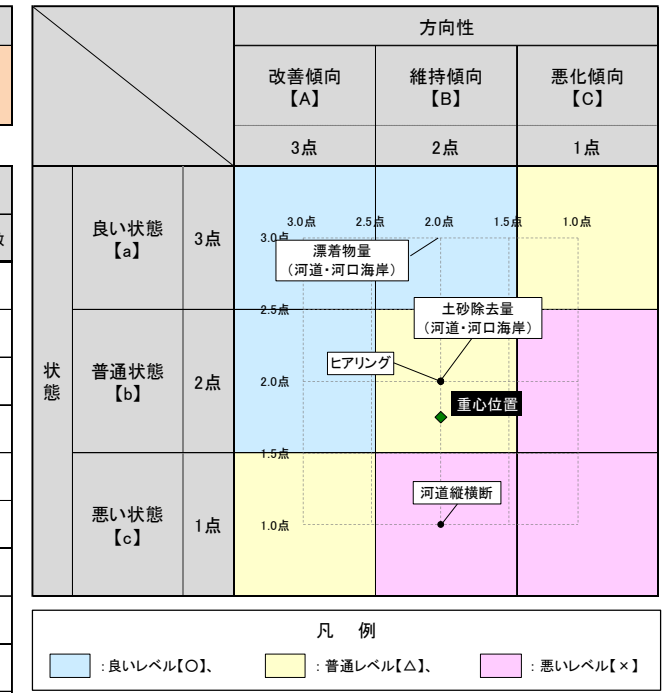 方向性
改善傾向
【A】
維持傾向
【B】
悪化傾向
【C】
3点
2点
1点
状態
良い状態
【a】
3点
普通状態
【b】
2点
悪い状態
【c】
1点
3.0点
2.5点
2.0点
1.5点
1.0点
3.0点
2.5点
2.0点
1.5点
1.0点
漂着物量
(河道・河口海岸)
土砂除去量
(河道・河口海岸)
ヒアリング
重心位置
河道縦横断
凡 例
：良いレベル【○】、
：普通レベル【△】、
：悪いレベル【×】